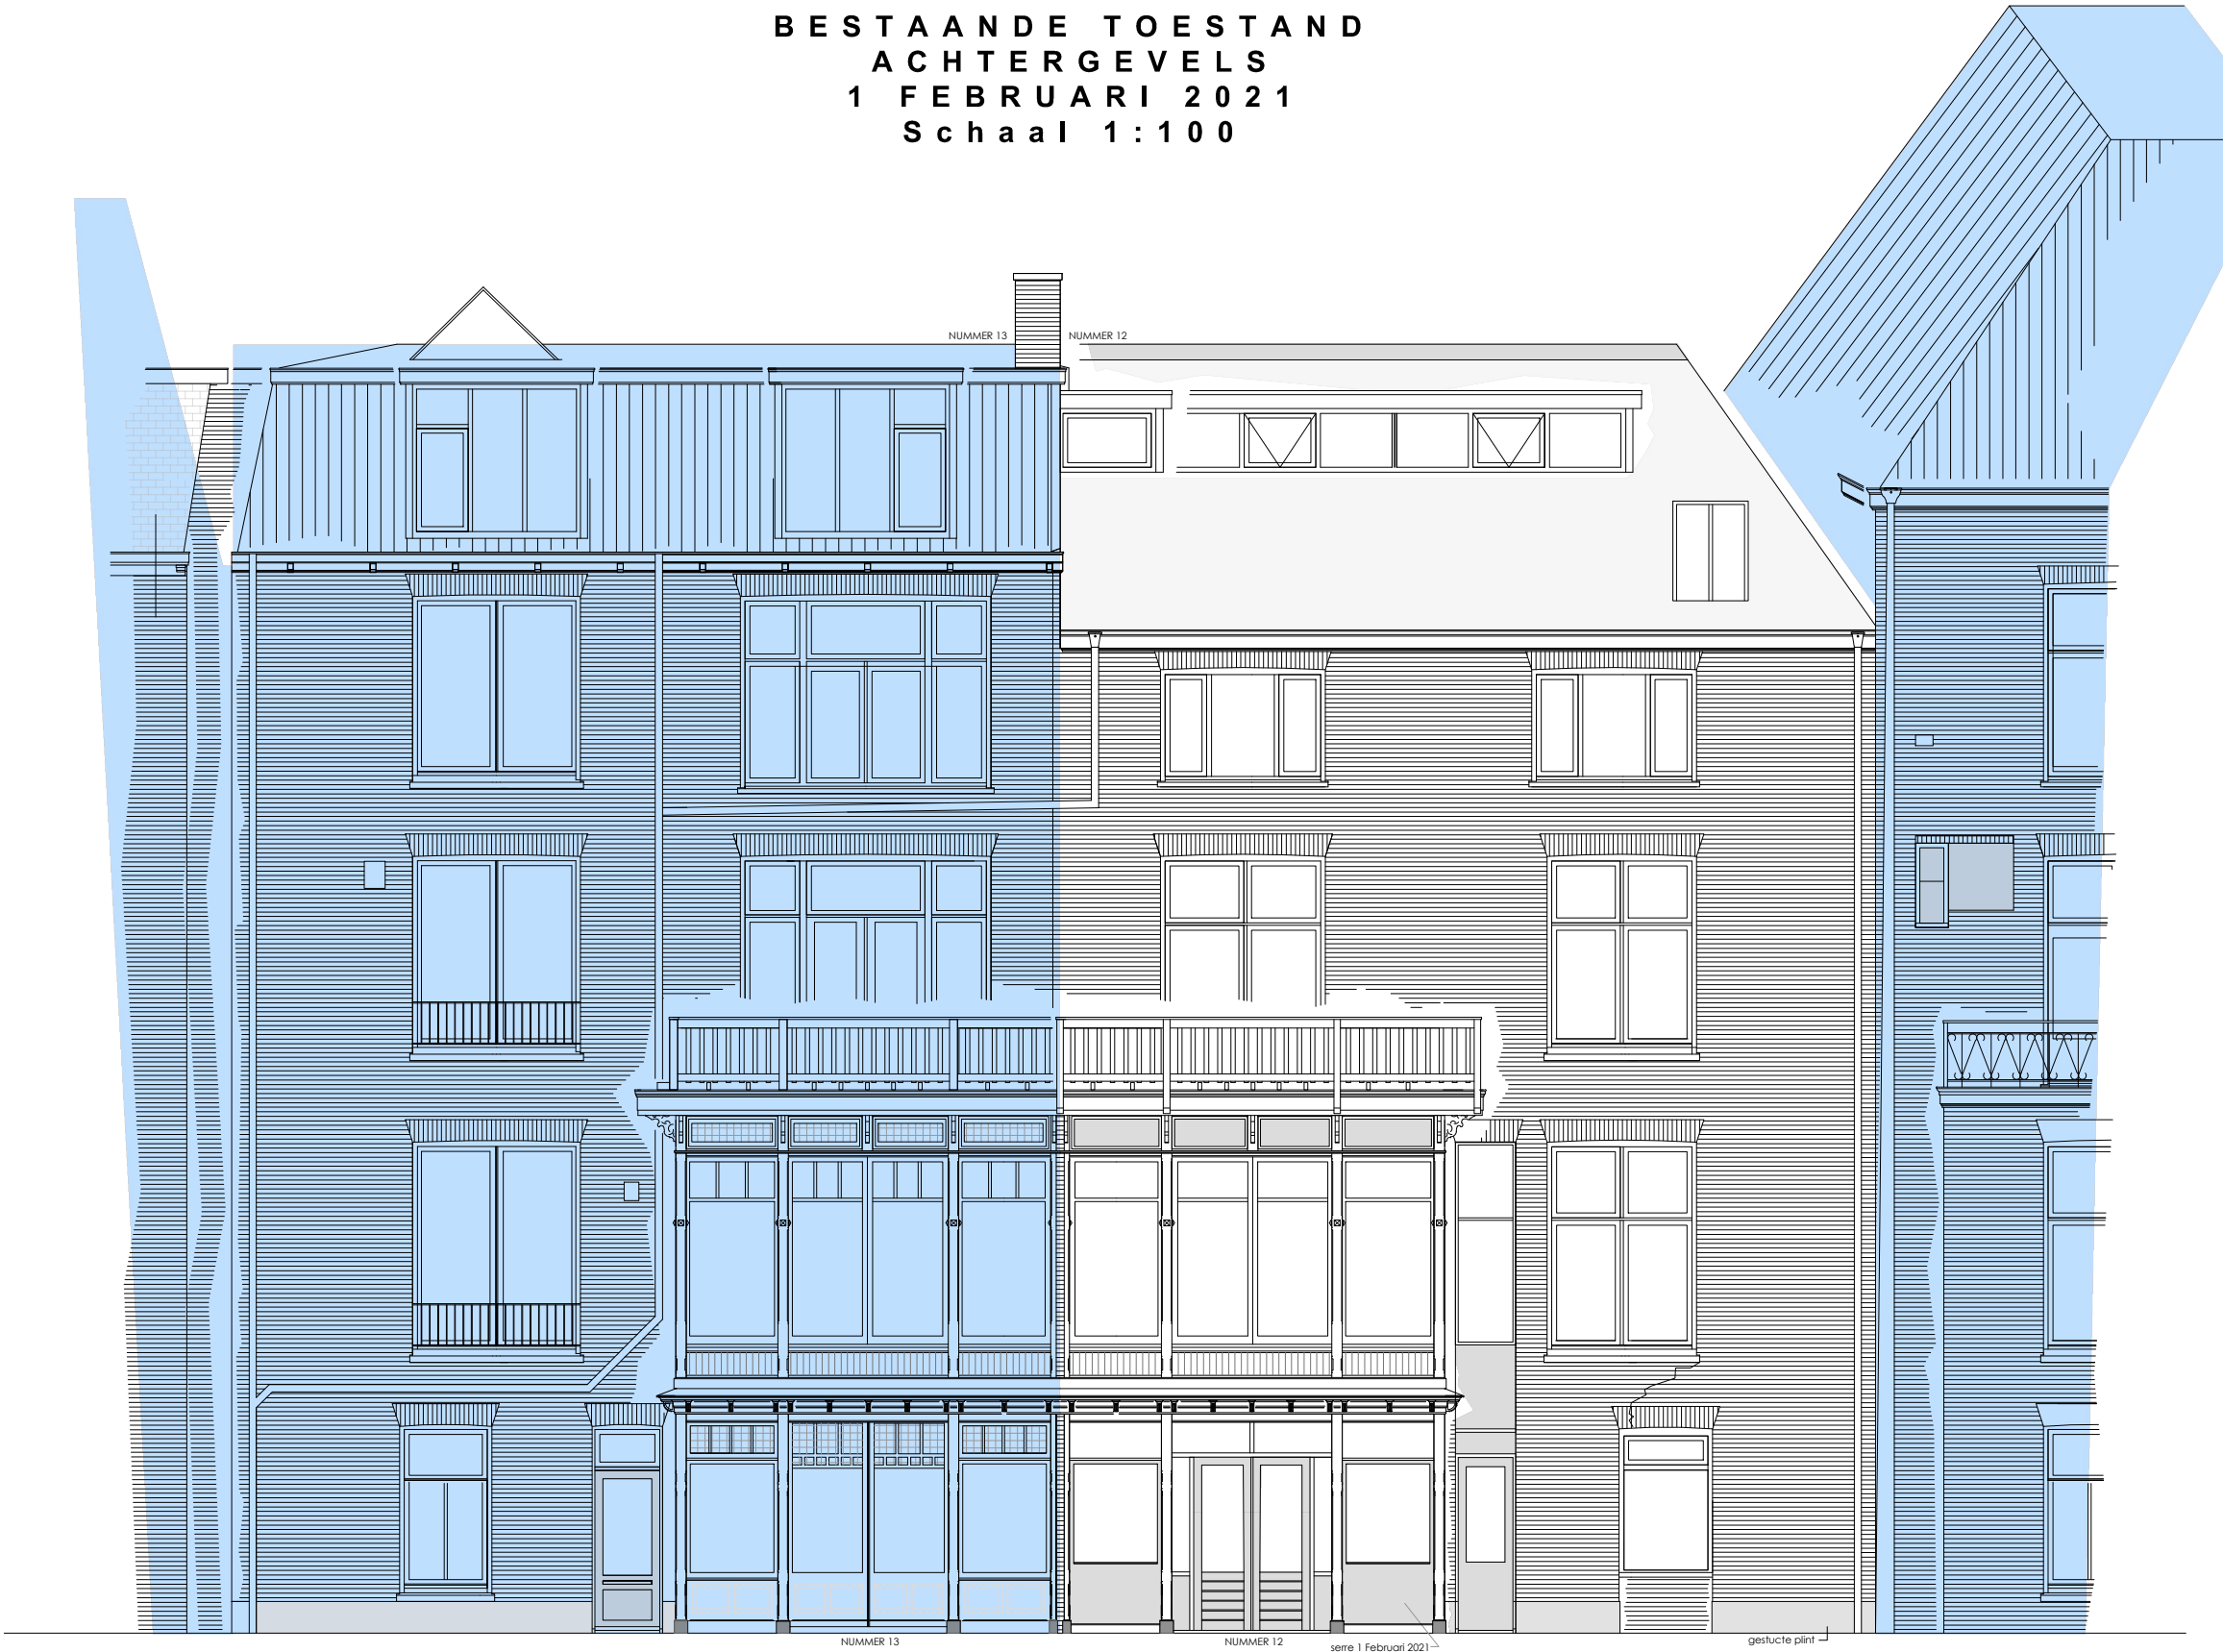 BESTAANDE TOESTAND
ACHTERGEVELS
1 FEBRUARI 2021
Schaal 1:100
NUMMER 13
NUMMER 12
NUMMER 13
NUMMER 12
serre 1 Februari 2021
gestucte plint